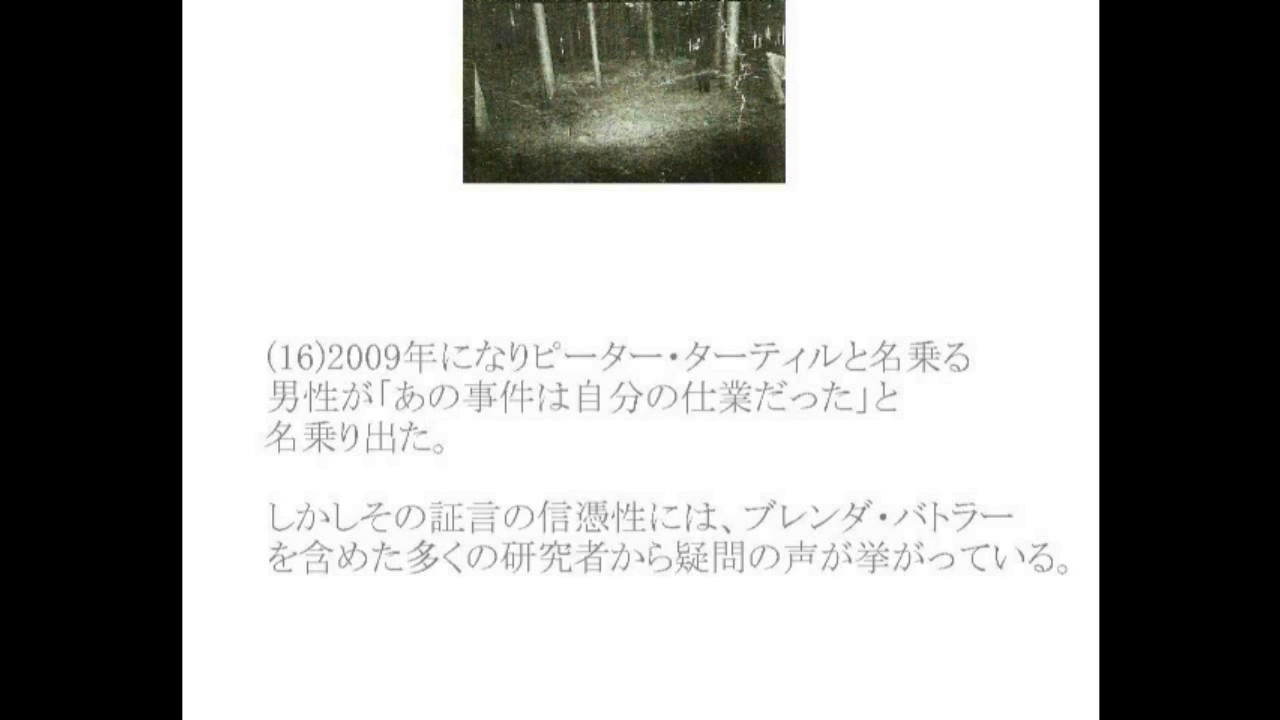 (16)2009年になりピーター・ターティルと名乗る
男性が「あの事件は自分の仕業だった」と
名乗り出た。
しかしその証言の信憑性には、ブレンダ・バトラー
を含めた多くの研究者から疑問の声が挙がっている。